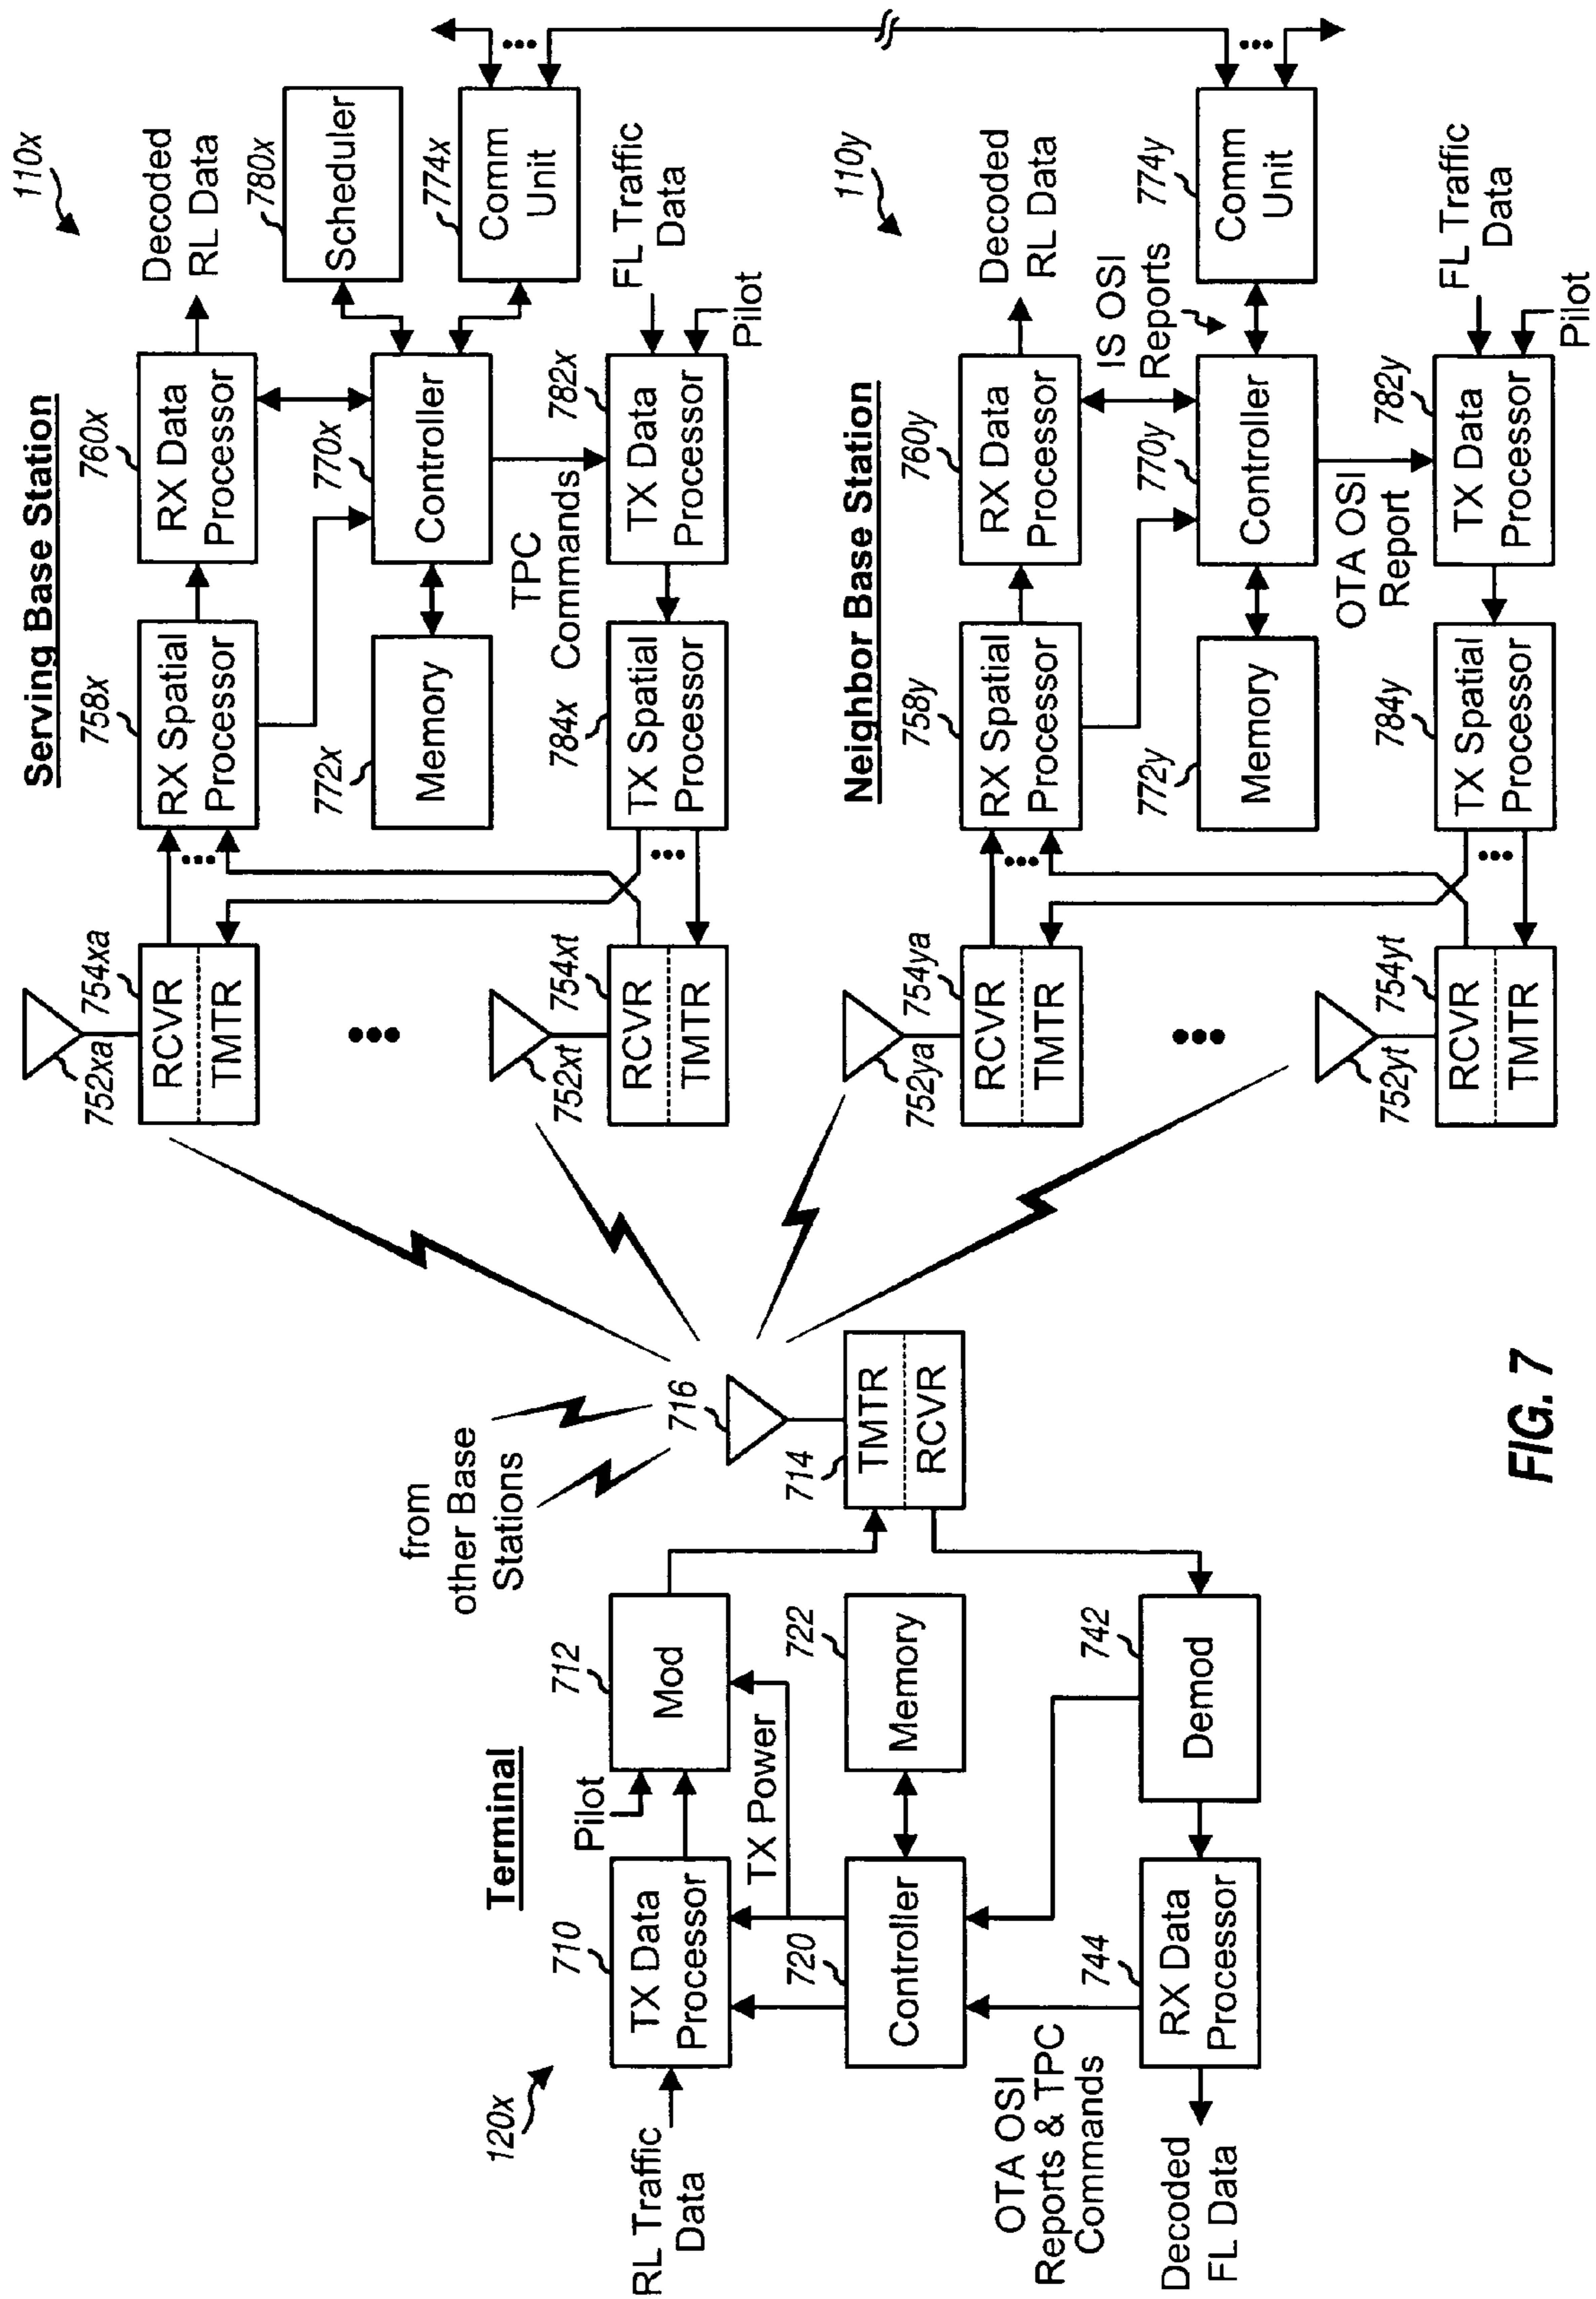 120x
Terminal
RL Traffic
Data
710
TX Data
Processor
Pilot
712
Mod
TX Power
720
Controller
722
Memory
OTA OSI
Reports & TPC
Commands
744
RX Data
Processor
742
Demod
Decoded
FL Data
714
TMTR
RCVR
716
from
other Base
Stations
110x
Serving Base Station
752xa
754xa
RCVR
TMTR
752xt
754xt
RCVR
TMTR
758x
RX Spatial
Processor
760x
RX Data
Processor
Decoded
RL Data
772x
Memory
770x
Controller
780x
Scheduler
774x
Comm
Unit
TPC
Commands
784x
TX Spatial
Processor
782x
TX Data
Processor
FL Traffic
Data
Pilot
110y
Neighbor Base Station
752ya
754ya
RCVR
TMTR
752yt
754yt
RCVR
TMTR
758y
RX Spatial
Processor
760y
RX Data
Processor
Decoded
RL Data
772y
Memory
770y
Controller
IS OSI
Reports
774y
Comm
Unit
OTA OSI
Report
784y
TX Spatial
Processor
782y
TX Data
Processor
FL Traffic
Data
Pilot
FIG. 7